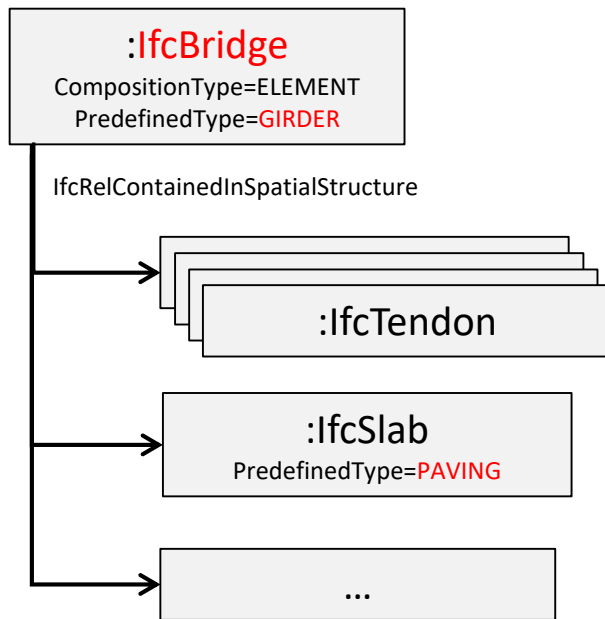 :IfcBridge
CompositionType=ELEMENT
PredefinedType=GIRDER
IfcRelContainedInSpatialStructure
:IfcTendon
:IfcSlab
PredefinedType=PAVING
...